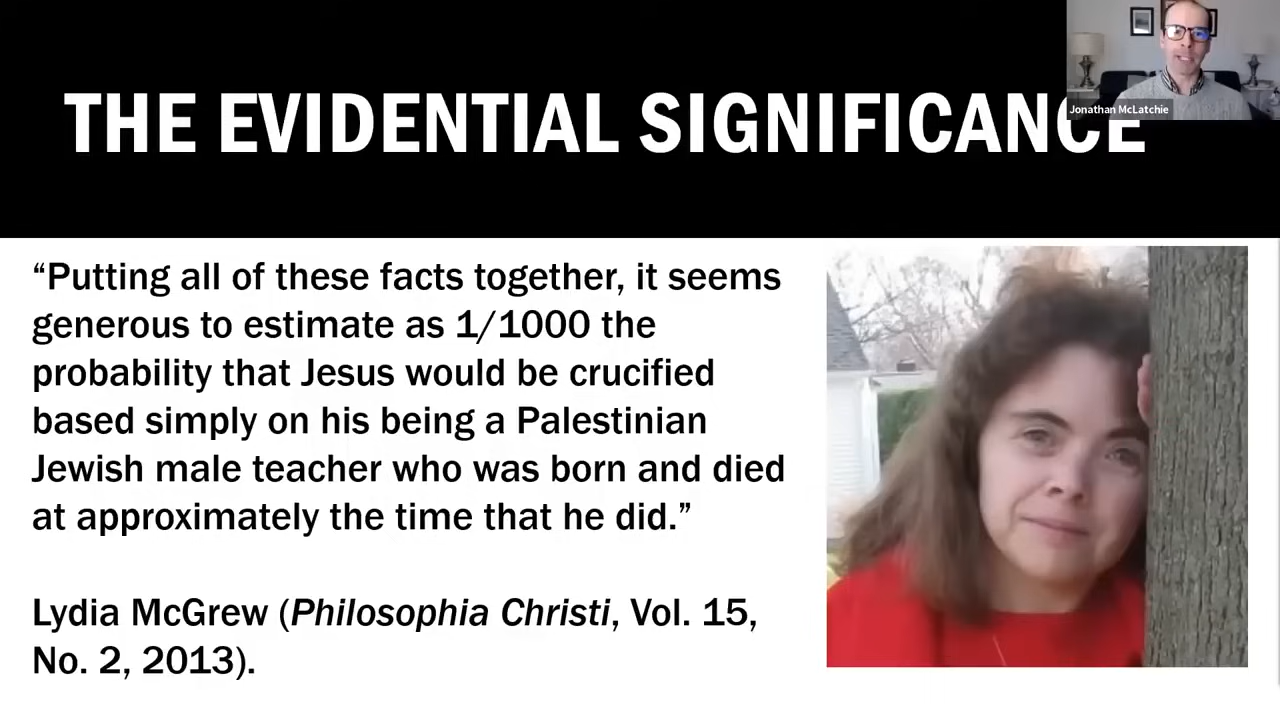 THE EVIDENTIAL SIGNIFICANCE
Jonathan McLatchie
“Putting all of these facts together, it seems
generous to estimate as 1/1000 the
probability that Jesus would be crucified
based simply on his being a Palestinian
Jewish male teacher who was born and died
at approximately the time that he did.”
Lydia McGrew (Philosophia Christi, Vol. 15,
No. 2, 2013).